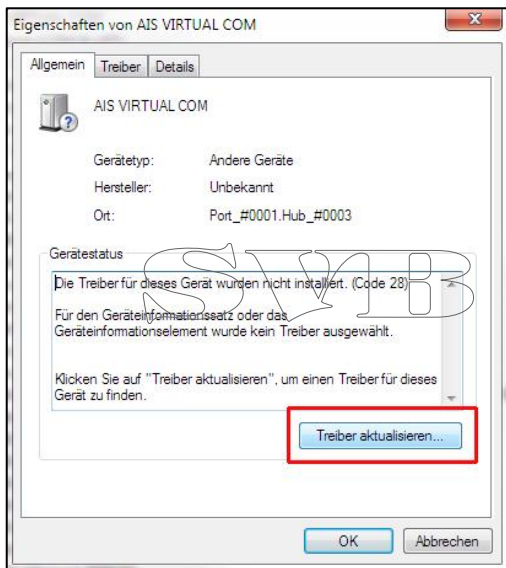 Eigenschaften von AIS VIRTUAL COM
Allgemein Treiber Details
AIS VIRTUAL COM
Gerätetyp: Andere Geräte
Hersteller: Unbekannt
Ort: Port_#0001.Hub_#0003
Gerätestatus
Die Treiber für dieses Gerät wurden nicht installiert. (Code 28)
Für den Geräteinformationssatz oder das
Geräteinformationselement wurde kein Treiber ausgewählt.
Klicken Sie auf "Treiber aktualisieren", um einen Treiber für dieses
Gerät zu finden.
SVB
Treiber aktualisieren...
OK Abbrechen